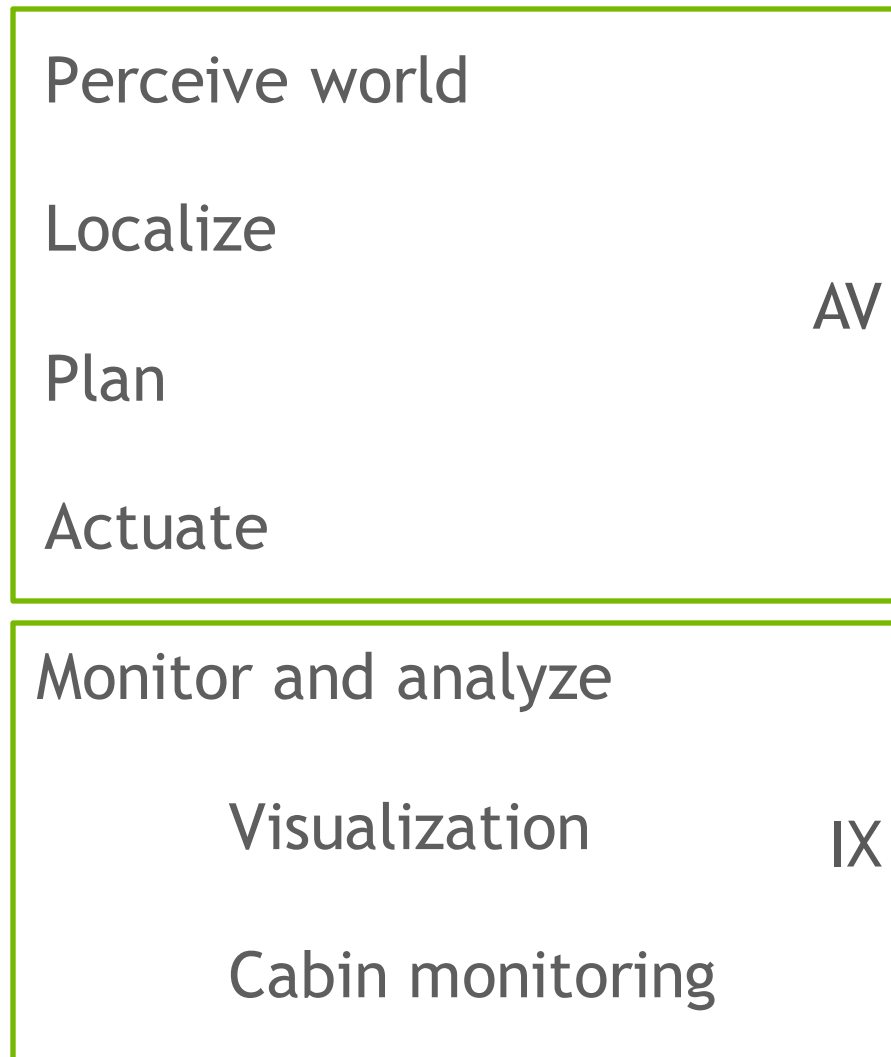 Perceive world
Localize
AV
Plan
Actuate
Monitor and analyze
Visualization
IX
Cabin monitoring